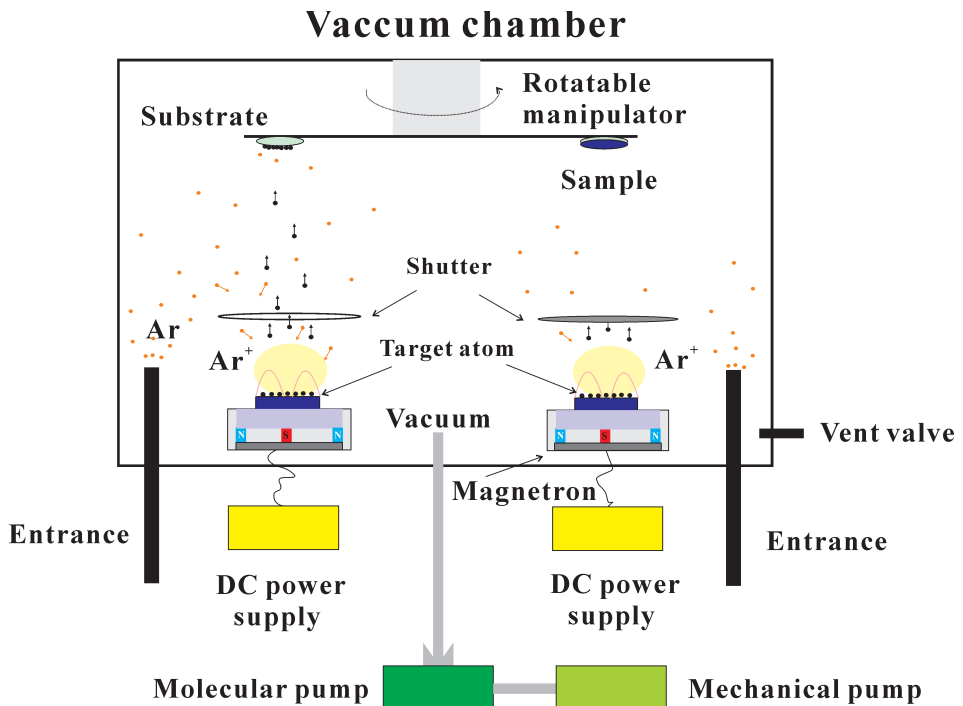 Vaccum chamber
Rotatable
manipulator
Substrate
Sample
Shutter
Ar
Ar+
Target atom
Ar+
Vacuum
N
S
N
N
S
N
Vent valve
Magnetron
Entrance
Entrance
DC power
supply
DC power
supply
Molecular pump
Mechanical pump